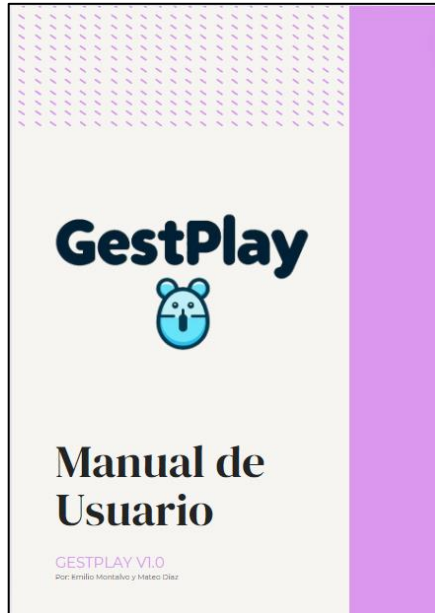 GestPlay
Manual de
Usuario
GESTPLAY V1.0
Por: Emilio Montalvo y Mateo Díaz